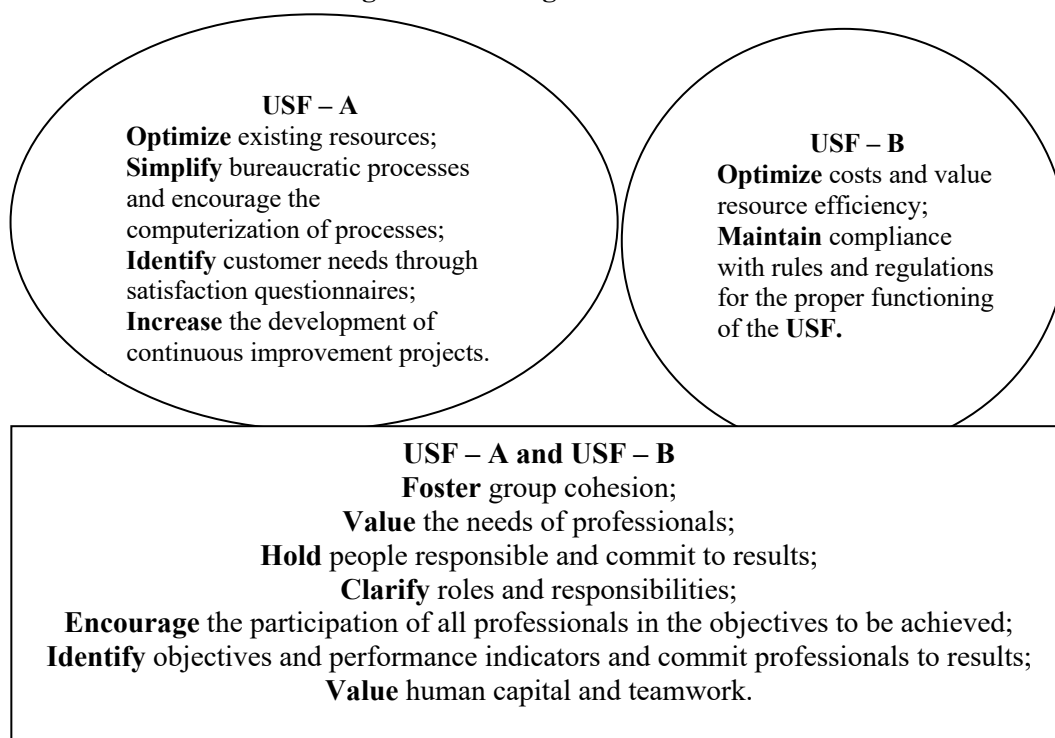 USF – A
Optimize existing resources;
Simplify bureaucratic processes
and encourage the
computerization of processes;
Identify customer needs through
satisfaction questionnaires;
Increase the development of
continuous improvement projects.
USF – B
Optimize costs and value
resource efficiency;
Maintain compliance
with rules and regulations
for the proper functioning
of the USF.
USF – A and USF – B
Foster group cohesion;
Value the needs of professionals;
Hold people responsible and commit to results;
Clarify roles and responsibilities;
Encourage the participation of all professionals in the objectives to be achieved;
Identify objectives and performance indicators and commit professionals to results;
Value human capital and teamwork.